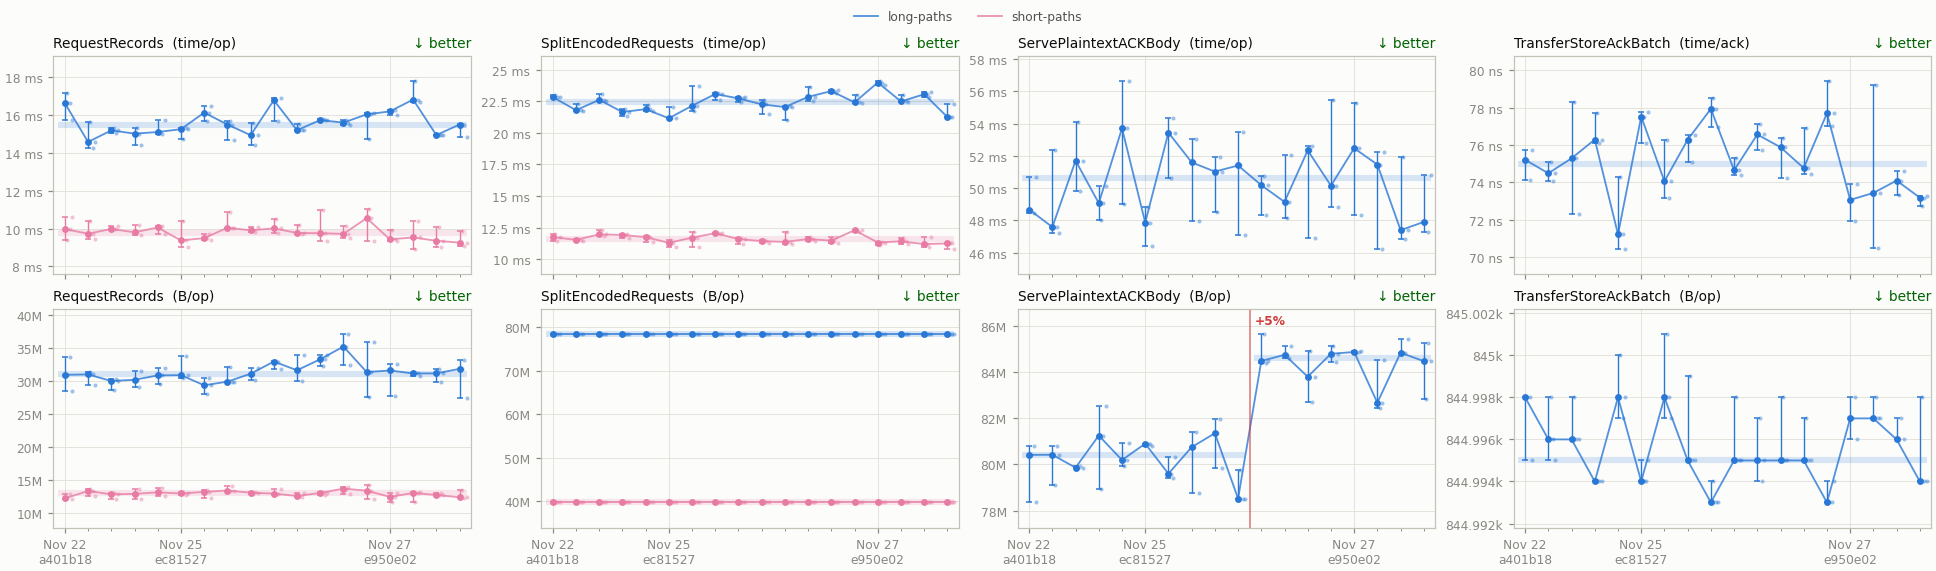 long-paths short-paths
RequestRecords (time/op) ↓ better
18 ms
16 ms
14 ms
12 ms
10 ms
8 ms
SplitEncodedRequests (time/op) ↓ better
25 ms
22.5 ms
20 ms
17.5 ms
15 ms
12.5 ms
10 ms
ServePlaintextACKBody (time/op) ↓ better
58 ms
56 ms
54 ms
52 ms
50 ms
48 ms
46 ms
TransferStoreAckBatch (time/ack) ↓ better
80 ns
78 ns
76 ns
74 ns
72 ns
70 ns
RequestRecords (B/op) ↓ better
40M
35M
30M
25M
20M
15M
10M
Nov 22 Nov 25 Nov 27
a401b18 ec81527 e950e02
SplitEncodedRequests (B/op) ↓ better
80M
70M
60M
50M
40M
Nov 22 Nov 25 Nov 27
a401b18 ec81527 e950e02
ServePlaintextACKBody (B/op) ↓ better
+5%
86M
84M
82M
80M
78M
Nov 22 Nov 25 Nov 27
a401b18 ec81527 e950e02
TransferStoreAckBatch (B/op) ↓ better
845.002k
845k
844.998k
844.996k
844.994k
844.992k
Nov 22 Nov 25 Nov 27
a401b18 ec81527 e950e02